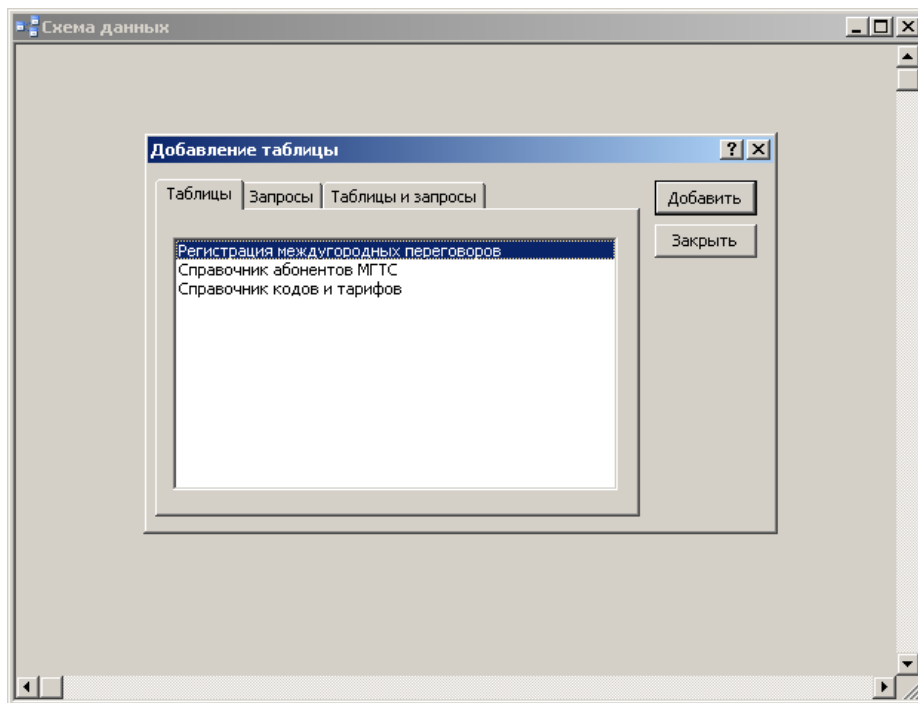 Схема данных
Добавление таблицы
Таблицы Запросы Таблицы и запросы
Добавить
Закрыть
Регистрация междугородных переговоров
Справочник абонентов МГТС
Справочник кодов и тарифов